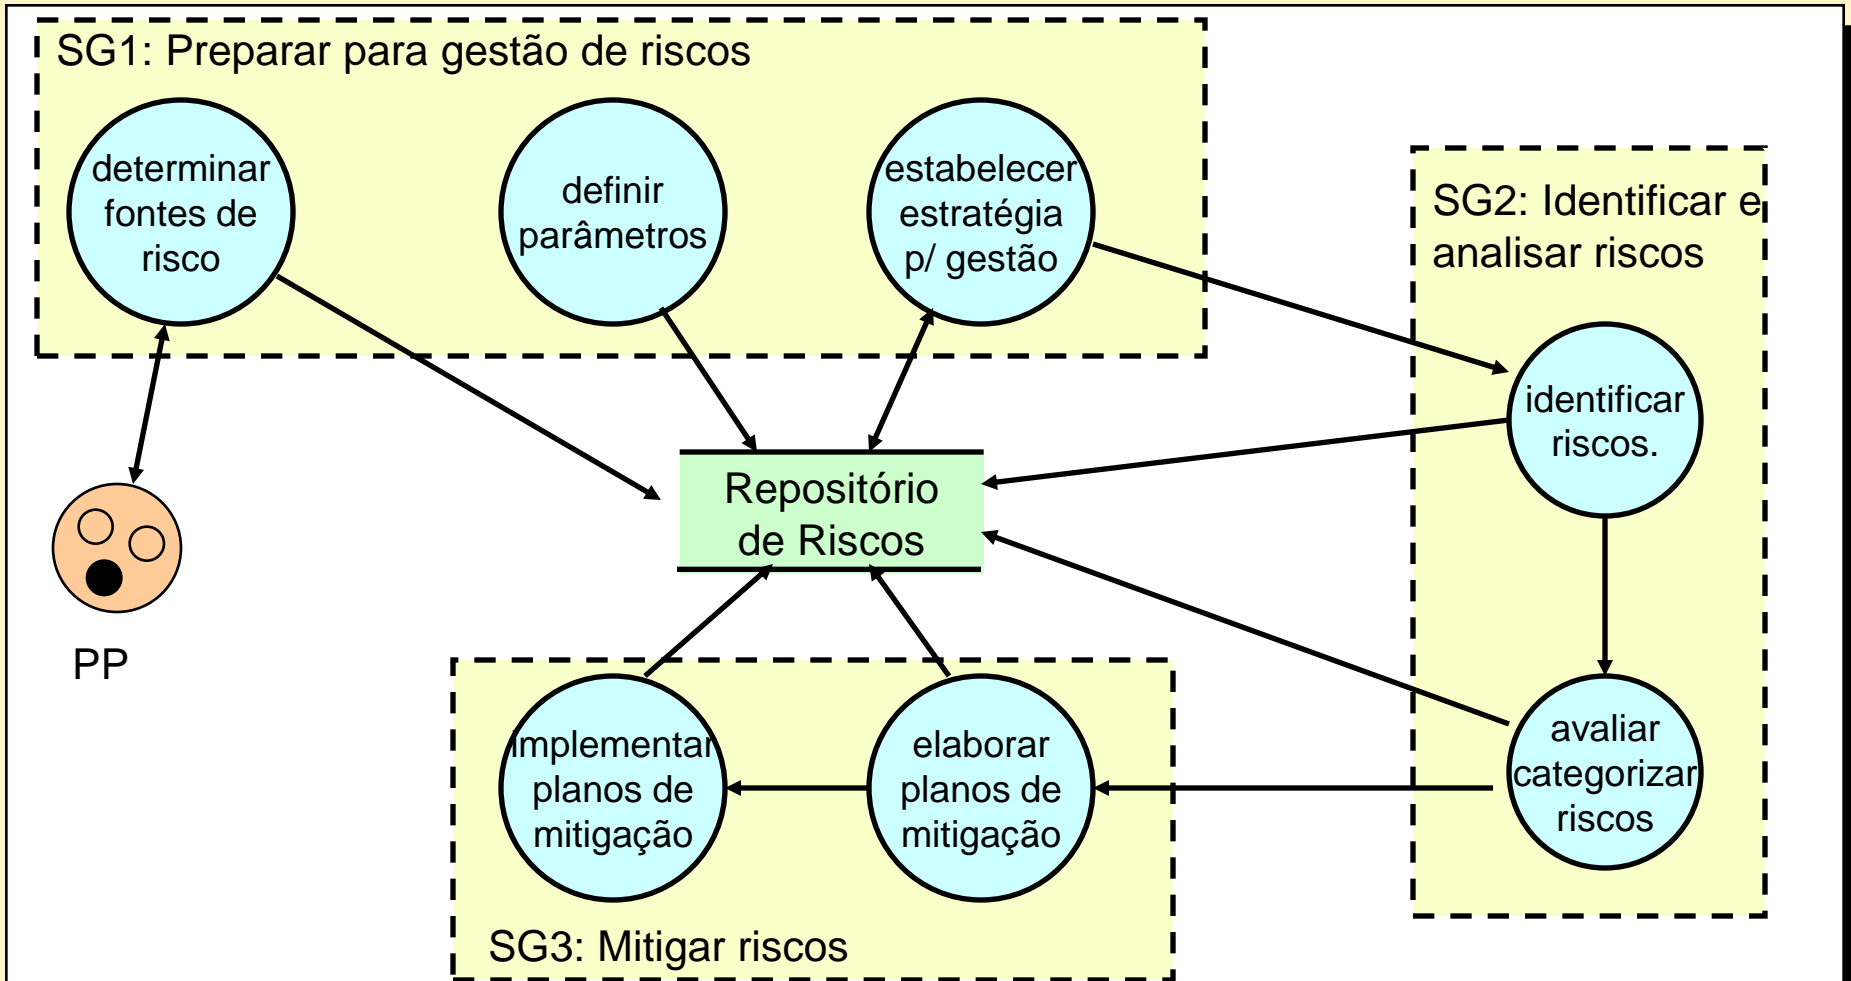 SG1: Preparar para gestão de riscos
determinar
fontes de
risco
definir
parâmetros
estabelecer
estratégia
p/ gestão
SG2: Identificar e
analisar riscos
identificar
riscos.
Repositório
de Riscos
PP
implementar
planos de
mitigação
elaborar
planos de
mitigação
avaliar
categorizar
riscos
SG3: Mitigar riscos